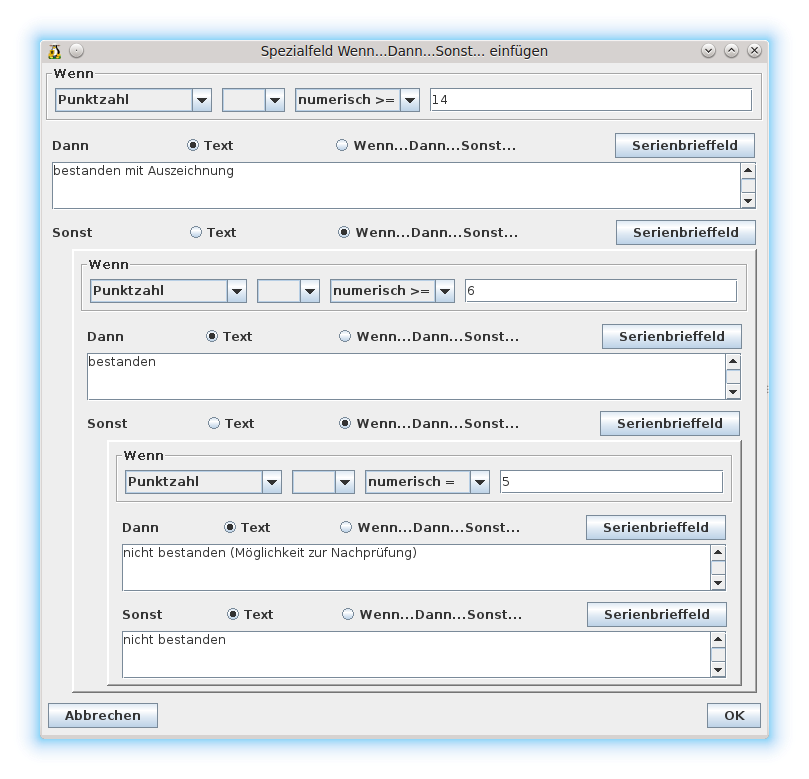 Spezialfeld Wenn...Dann...Sonst... einfügen
Wenn
Punktzahl numerisch >= 14
Dann Text Wenn...Dann...Sonst... Serienbrieffeld
bestanden mit Auszeichnung
Sonst Text Wenn...Dann...Sonst... Serienbrieffeld
Wenn
Punktzahl numerisch >= 6
Dann Text Wenn...Dann...Sonst... Serienbrieffeld
bestanden
Sonst Text Wenn...Dann...Sonst... Serienbrieffeld
Wenn
Punktzahl numerisch = 5
Dann Text Wenn...Dann...Sonst... Serienbrieffeld
nicht bestanden (Möglichkeit zur Nachprüfung)
Sonst Text Wenn...Dann...Sonst... Serienbrieffeld
nicht bestanden
Abbrechen OK